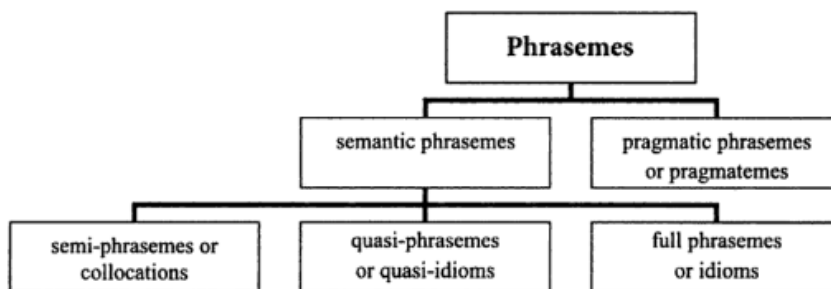 Phrasemes
semantic phrasemes
pragmatic phrasemes
or pragmatemes
semi-phrasemes or
collocations
quasi-phrasemes
or quasi-idioms
full phrasemes
or idioms